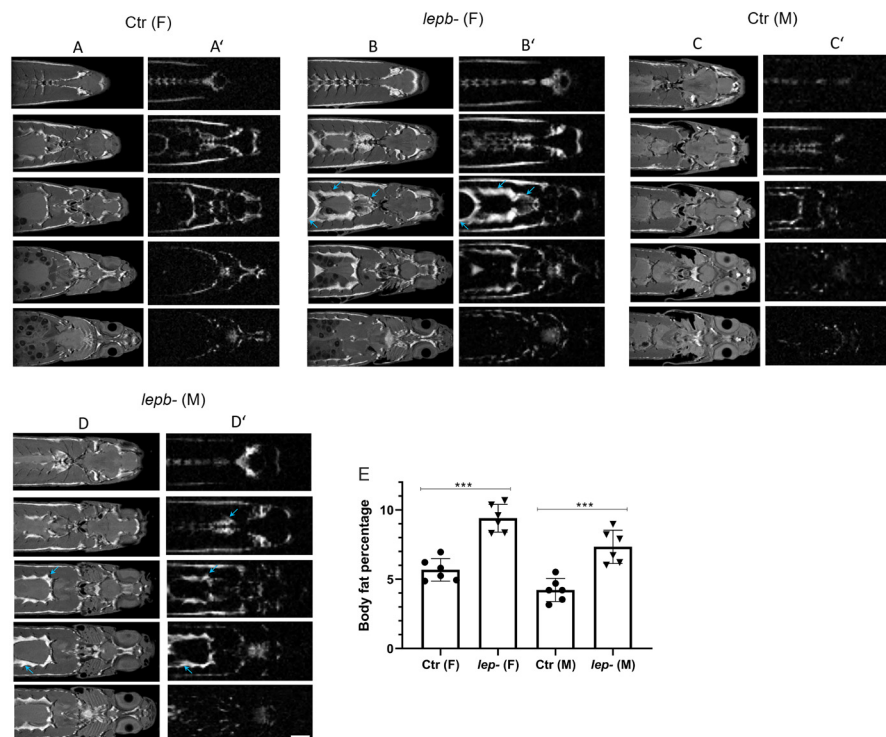 Ctr (F)
lepb- (F)
Ctr (M)
A
A'
B
B'
C
C'
lepb- (M)
D
D'
E
***
***
Body fat percentage
10
5
0
Ctr (F)
lep- (F)
Ctr (M)
lep- (M)